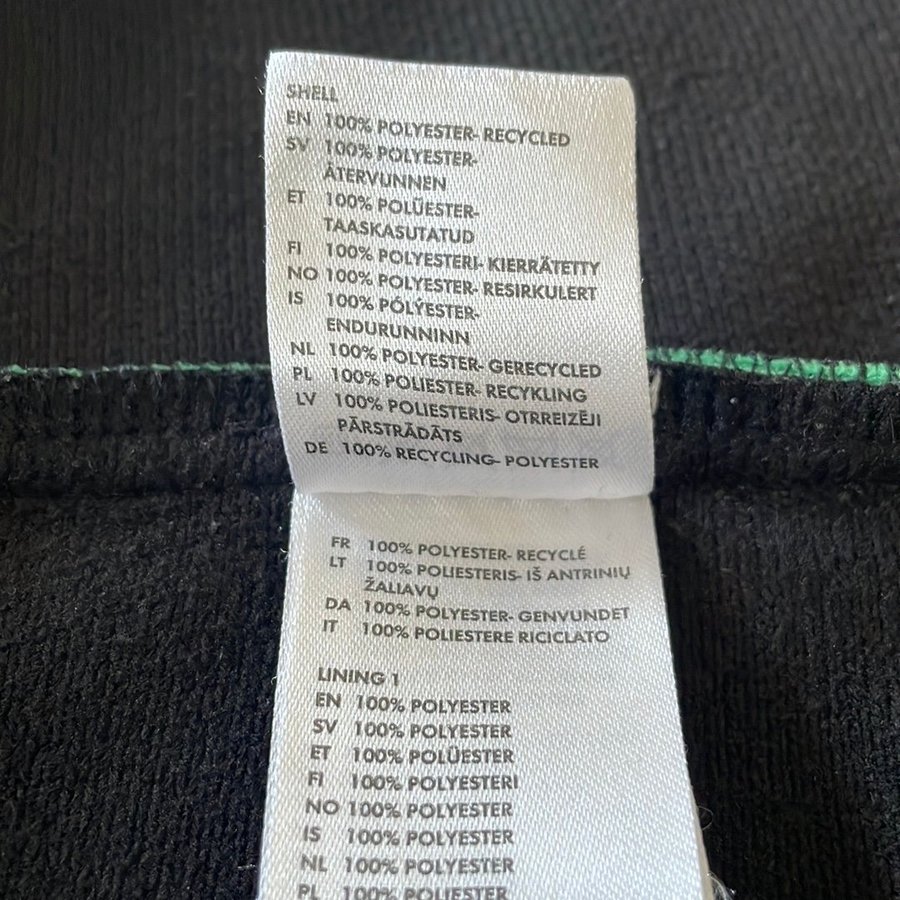 SHELL
EN 100% POLYESTER- RECYCLED
SV 100% POLYESTER-
ÅTERVUNNEN
ET 100% POLÜESTER-
TAASKASUTATUD
FI 100% POLYESTERI- KIERRÄTETTY
NO 100% POLYESTER- RESIRKULERT
IS 100% PÓLÝESTER-
ENDURUNNINN
NL 100% POLYESTER- GERECYCLED
PL 100% POLIESTER- RECYKLING
LV 100% POLIESTERIS- OTRREIZĒJI
PĀRSTRĀDĀTS
DE 100% RECYCLING- POLYESTER
FR 100% POLYESTER- RECYCLÉ
LT 100% POLIESTERIS- IŠ ANTRINIŲ
ŽALIAVŲ
DA 100% POLYESTER- GENVUNDET
IT 100% POLIESTERE RICICLATO
LINING 1
EN 100% POLYESTER
SV 100% POLYESTER
ET 100% POLÜESTER
FI 100% POLYESTERI
NO 100% POLYESTER
IS 100% POLYESTER
NL 100% POLYESTER
PL 100% POLIESTER